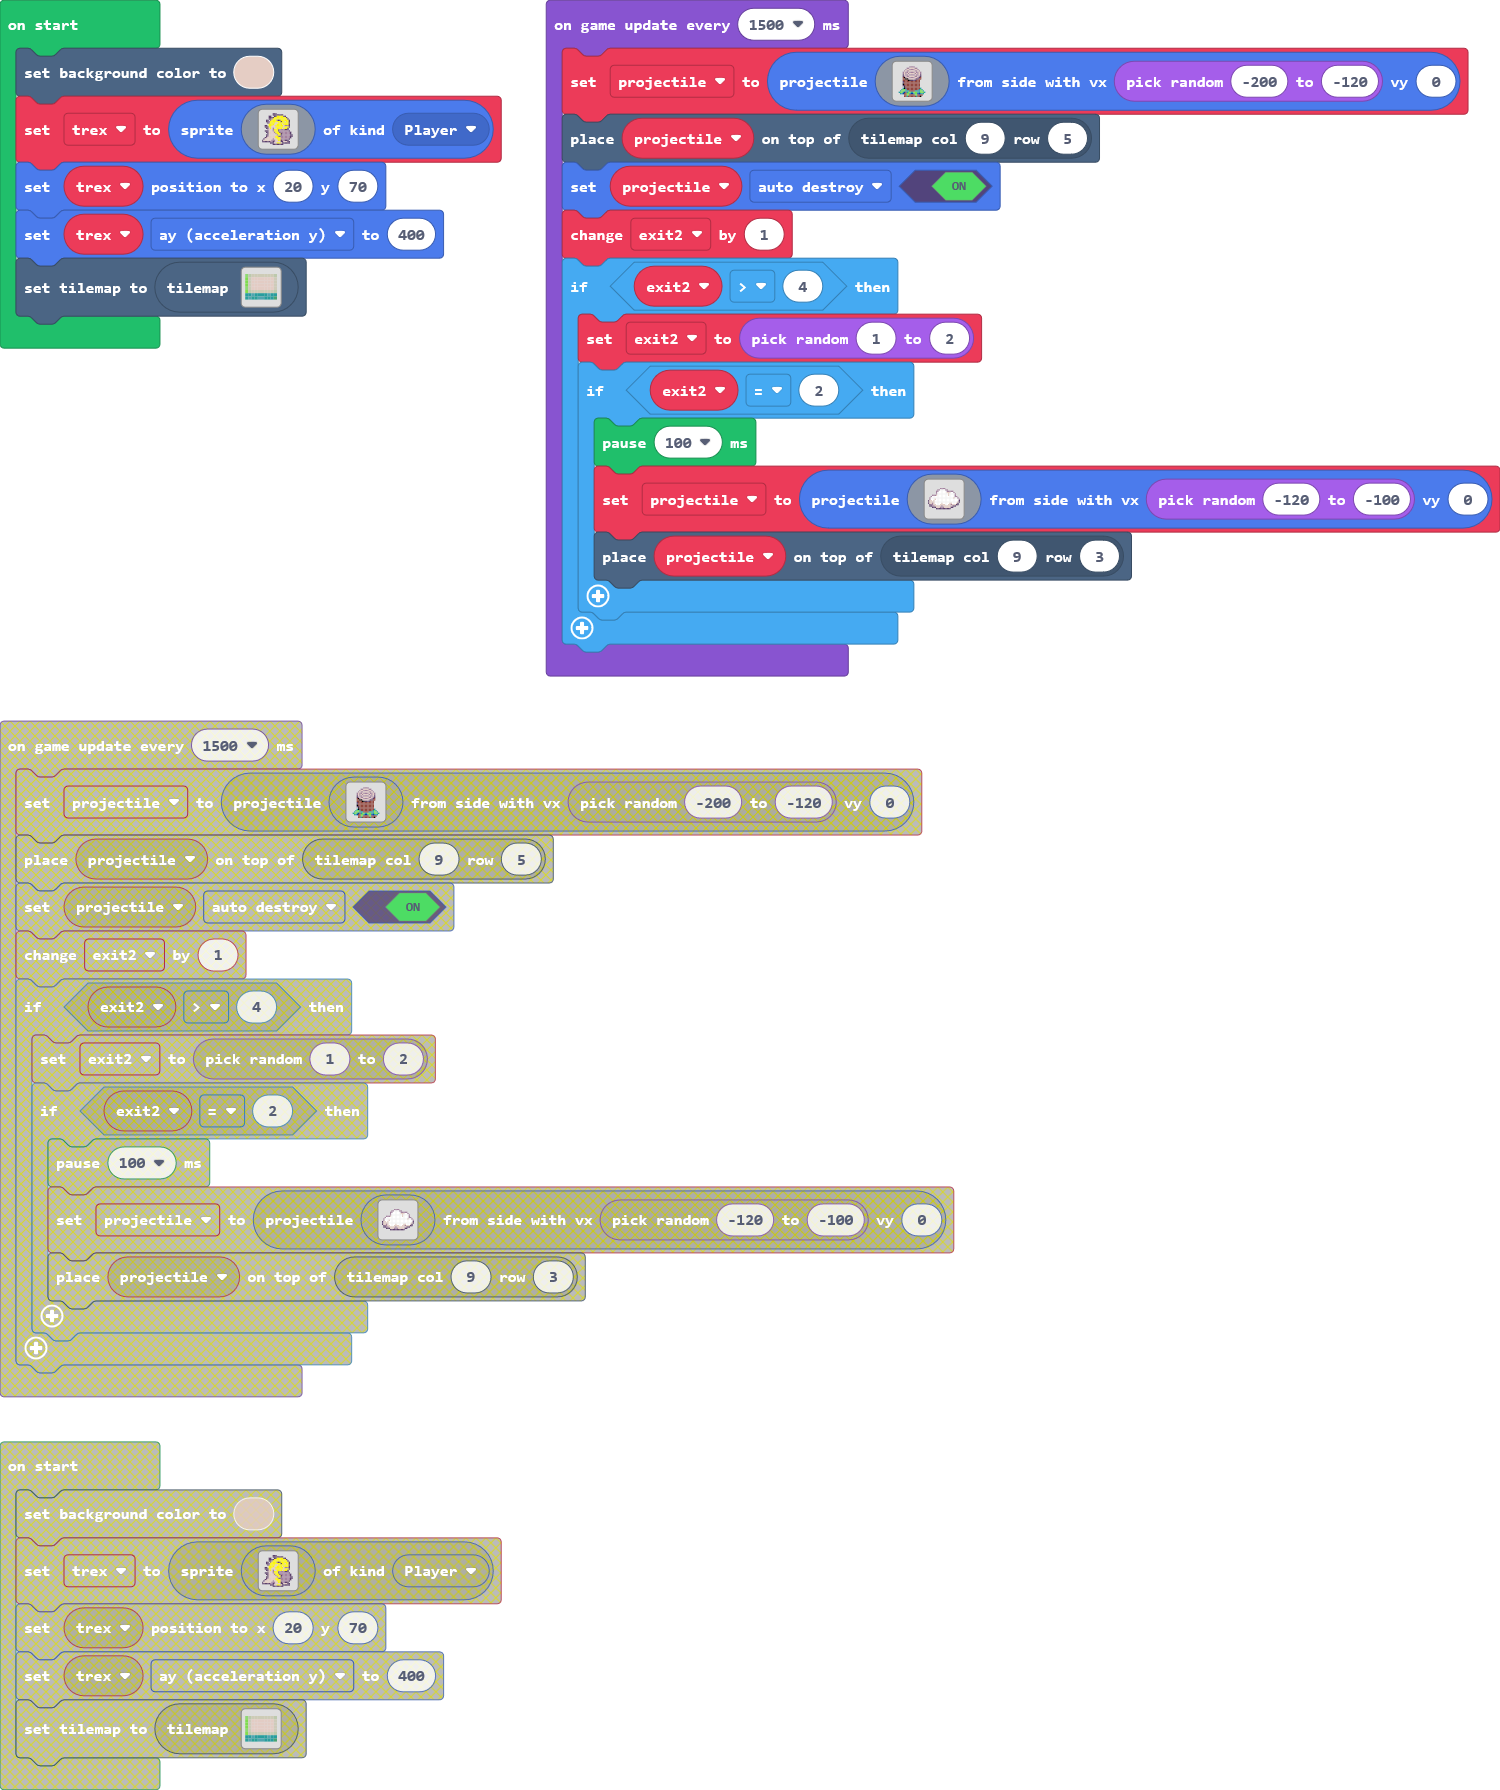 on start
set background color to
set trex to sprite of kind Player
set trex position to x 20 y 70
set trex ay (acceleration y) to 400
set tilemap to tilemap
on game update every 1500 ms
set projectile to projectile from side with vx pick random -200 to -120 vy 0
place projectile on top of tilemap col 9 row 5
set projectile auto destroy ON
change exit2 by 1
if exit2 > 4 then
set exit2 to pick random 1 to 2
if exit2 = 2 then
pause 100 ms
set projectile to projectile from side with vx pick random -120 to -100 vy 0
place projectile on top of tilemap col 9 row 3
on game update every 1500 ms
set projectile to projectile from side with vx pick random -200 to -120 vy 0
place projectile on top of tilemap col 9 row 5
set projectile auto destroy ON
change exit2 by 1
if exit2 > 4 then
set exit2 to pick random 1 to 2
if exit2 = 2 then
pause 100 ms
set projectile to projectile from side with vx pick random -120 to -100 vy 0
place projectile on top of tilemap col 9 row 3
on start
set background color to
set trex to sprite of kind Player
set trex position to x 20 y 70
set trex ay (acceleration y) to 400
set tilemap to tilemap